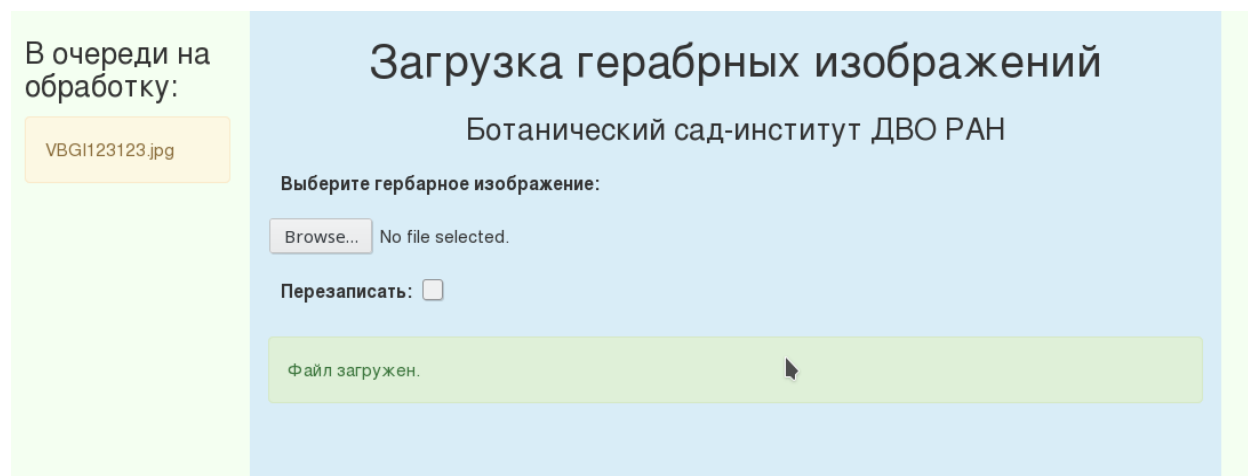 В очереди на
обработку:
VBGI123123.jpg
Загрузка герабрных изображений
Ботанический сад-институт ДВО РАН
Выберите гербарное изображение:
Browse... No file selected.
Перезаписать:
Файл загружен.